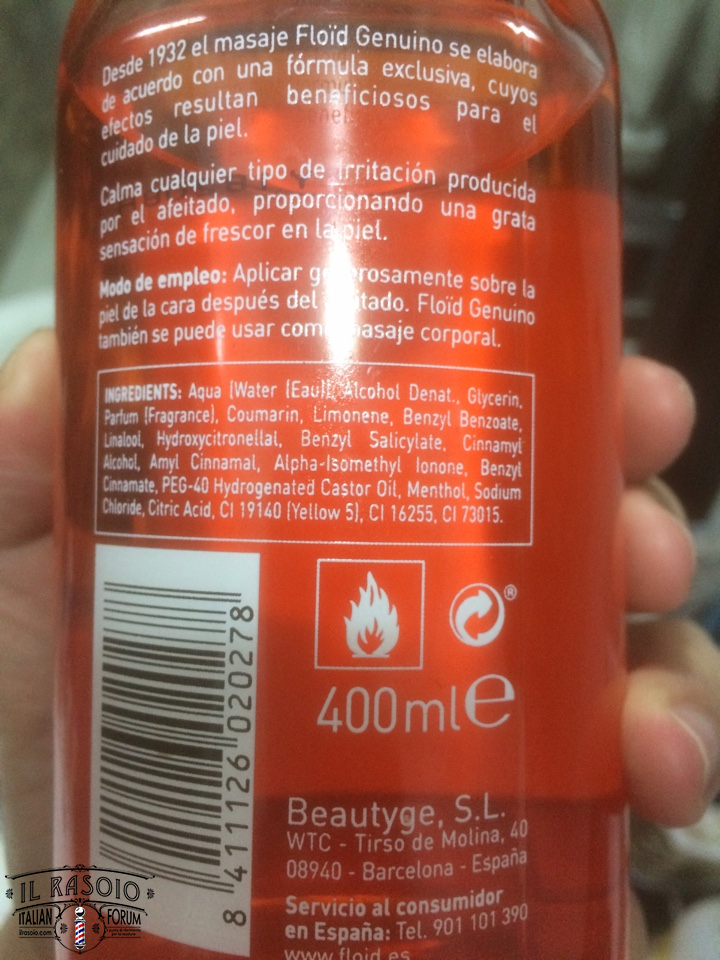 Desde 1932 el masaje Floïd Genuino se elabora
de acuerdo con una fórmula exclusiva, cuyos
efectos resultan beneficiosos para el
cuidado de la piel.
Calma cualquier tipo de irritación producida
por el afeitado, proporcionando una grata
sensación de frescor en la piel.
Modo de empleo: Aplicar generosamente sobre la
piel de la cara después del afeitado. Floïd Genuino
también se puede usar como masaje corporal.
INGREDIENTS: Aqua (Water (Eau)), Alcohol Denat., Glycerin,
Parfum (Fragrance), Coumarin, Limonene, Benzyl Benzoate,
Linalool, Hydroxycitronellal, Benzyl Salicylate, Cinnamyl
Alcohol, Amyl Cinnamal, Alpha-Isomethyl Ionone, Benzyl
Cinnamate, PEG-40 Hydrogenated Castor Oil, Menthol, Sodium
Chloride, Citric Acid, CI 19140 (Yellow 5), CI 16255, CI 73015.
8 411126 020278
®
400ml e
Beautyge, S.L.
WTC - Tirso de Molina, 40
08940 - Barcelona - España
Servicio al consumidor
en España: Tel. 901 101 390
www.floid.es
IL RASOIO
ITALIAN FORUM
ilrasoio.com